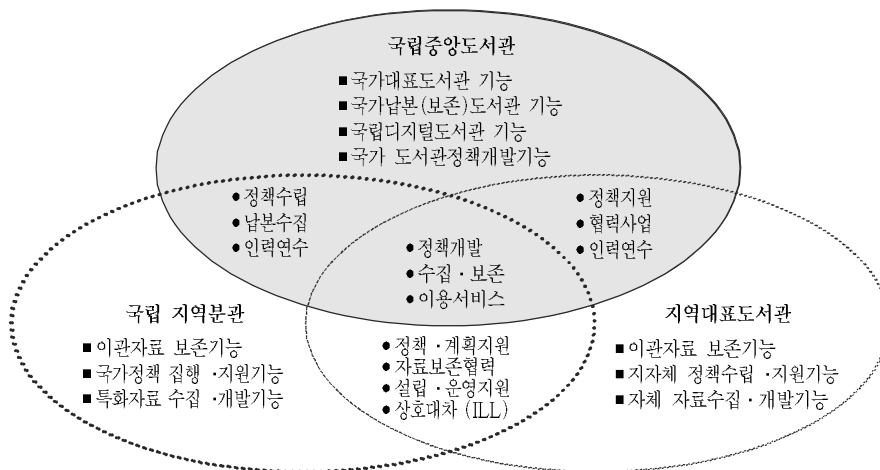 국립중앙도서관
■ 국가대표도서관 기능
■ 국가납본(보존)도서관 기능
■ 국립디지털도서관 기능
■ 국가 도서관정책개발기능
● 정책수립
● 납본수집
● 인력연수
● 정책지원
● 협력사업
● 인력연수
● 정책개발
● 수집 · 보존
● 이용서비스
국립 지역분관
■ 이관자료 보존기능
■ 국가정책 집행 · 지원기능
■ 특화자료 수집 · 개발기능
● 정책 · 계획지원
● 자료보존협력
● 설립 · 운영지원
● 상호대차 (ILL)
지역대표도서관
■ 이관자료 보존기능
■ 지자체 정책수립 · 지원기능
■ 자체 자료수집 · 개발기능